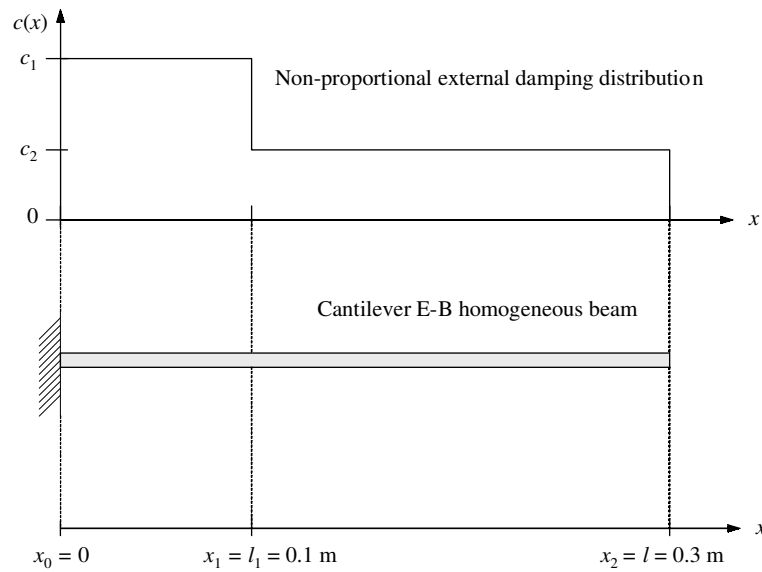 c(x)
c₁
Non-proportional external damping distribution
c₂
0
x
Cantilever E-B homogeneous beam
x
x₀ = 0
x₁ = l₁ = 0.1 m
x₂ = l = 0.3 m